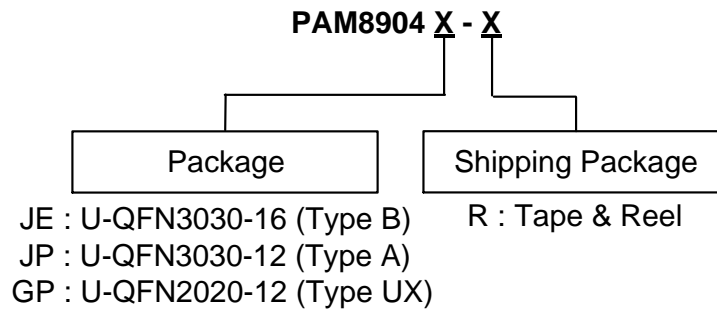 PAM8904 X - X
Package
Shipping Package
JE : U-QFN3030-16 (Type B)
R : Tape & Reel
JP : U-QFN3030-12 (Type A)
GP : U-QFN2020-12 (Type UX)